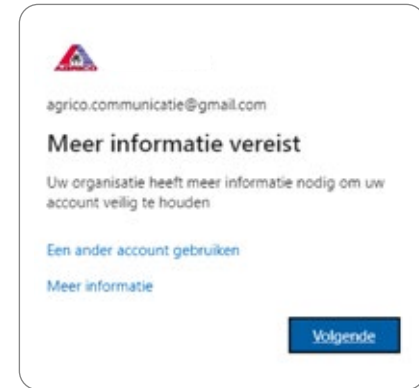 AGRICO
agrico.communicatie@gmail.com
Meer informatie vereist
Uw organisatie heeft meer informatie nodig om uw
account veilig te houden
Een ander account gebruiken
Meer informatie
Volgende